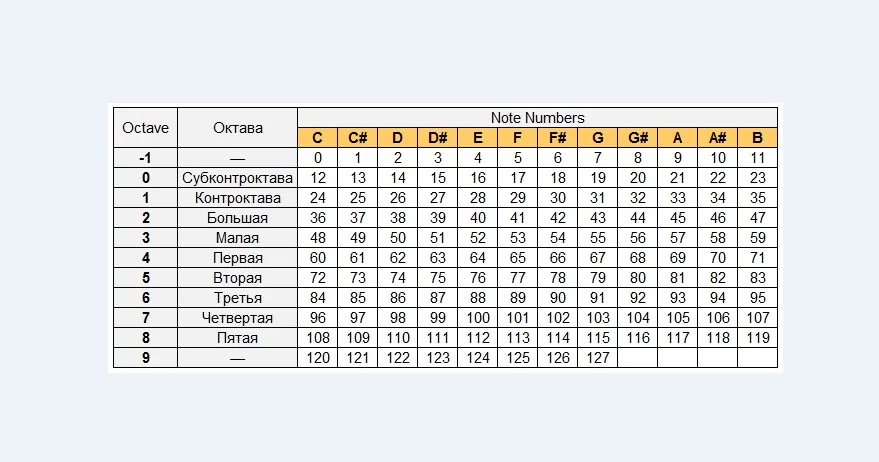 Octave Октава Note Numbers
C C# D D# E F F# G G# A A# B
-1 — 0 1 2 3 4 5 6 7 8 9 10 11
0 Субконтроктава 12 13 14 15 16 17 18 19 20 21 22 23
1 Контроктава 24 25 26 27 28 29 30 31 32 33 34 35
2 Большая 36 37 38 39 40 41 42 43 44 45 46 47
3 Малая 48 49 50 51 52 53 54 55 56 57 58 59
4 Первая 60 61 62 63 64 65 66 67 68 69 70 71
5 Вторая 72 73 74 75 76 77 78 79 80 81 82 83
6 Третья 84 85 86 87 88 89 90 91 92 93 94 95
7 Четвертая 96 97 98 99 100 101 102 103 104 105 106 107
8 Пятая 108 109 110 111 112 113 114 115 116 117 118 119
9 — 120 121 122 123 124 125 126 127